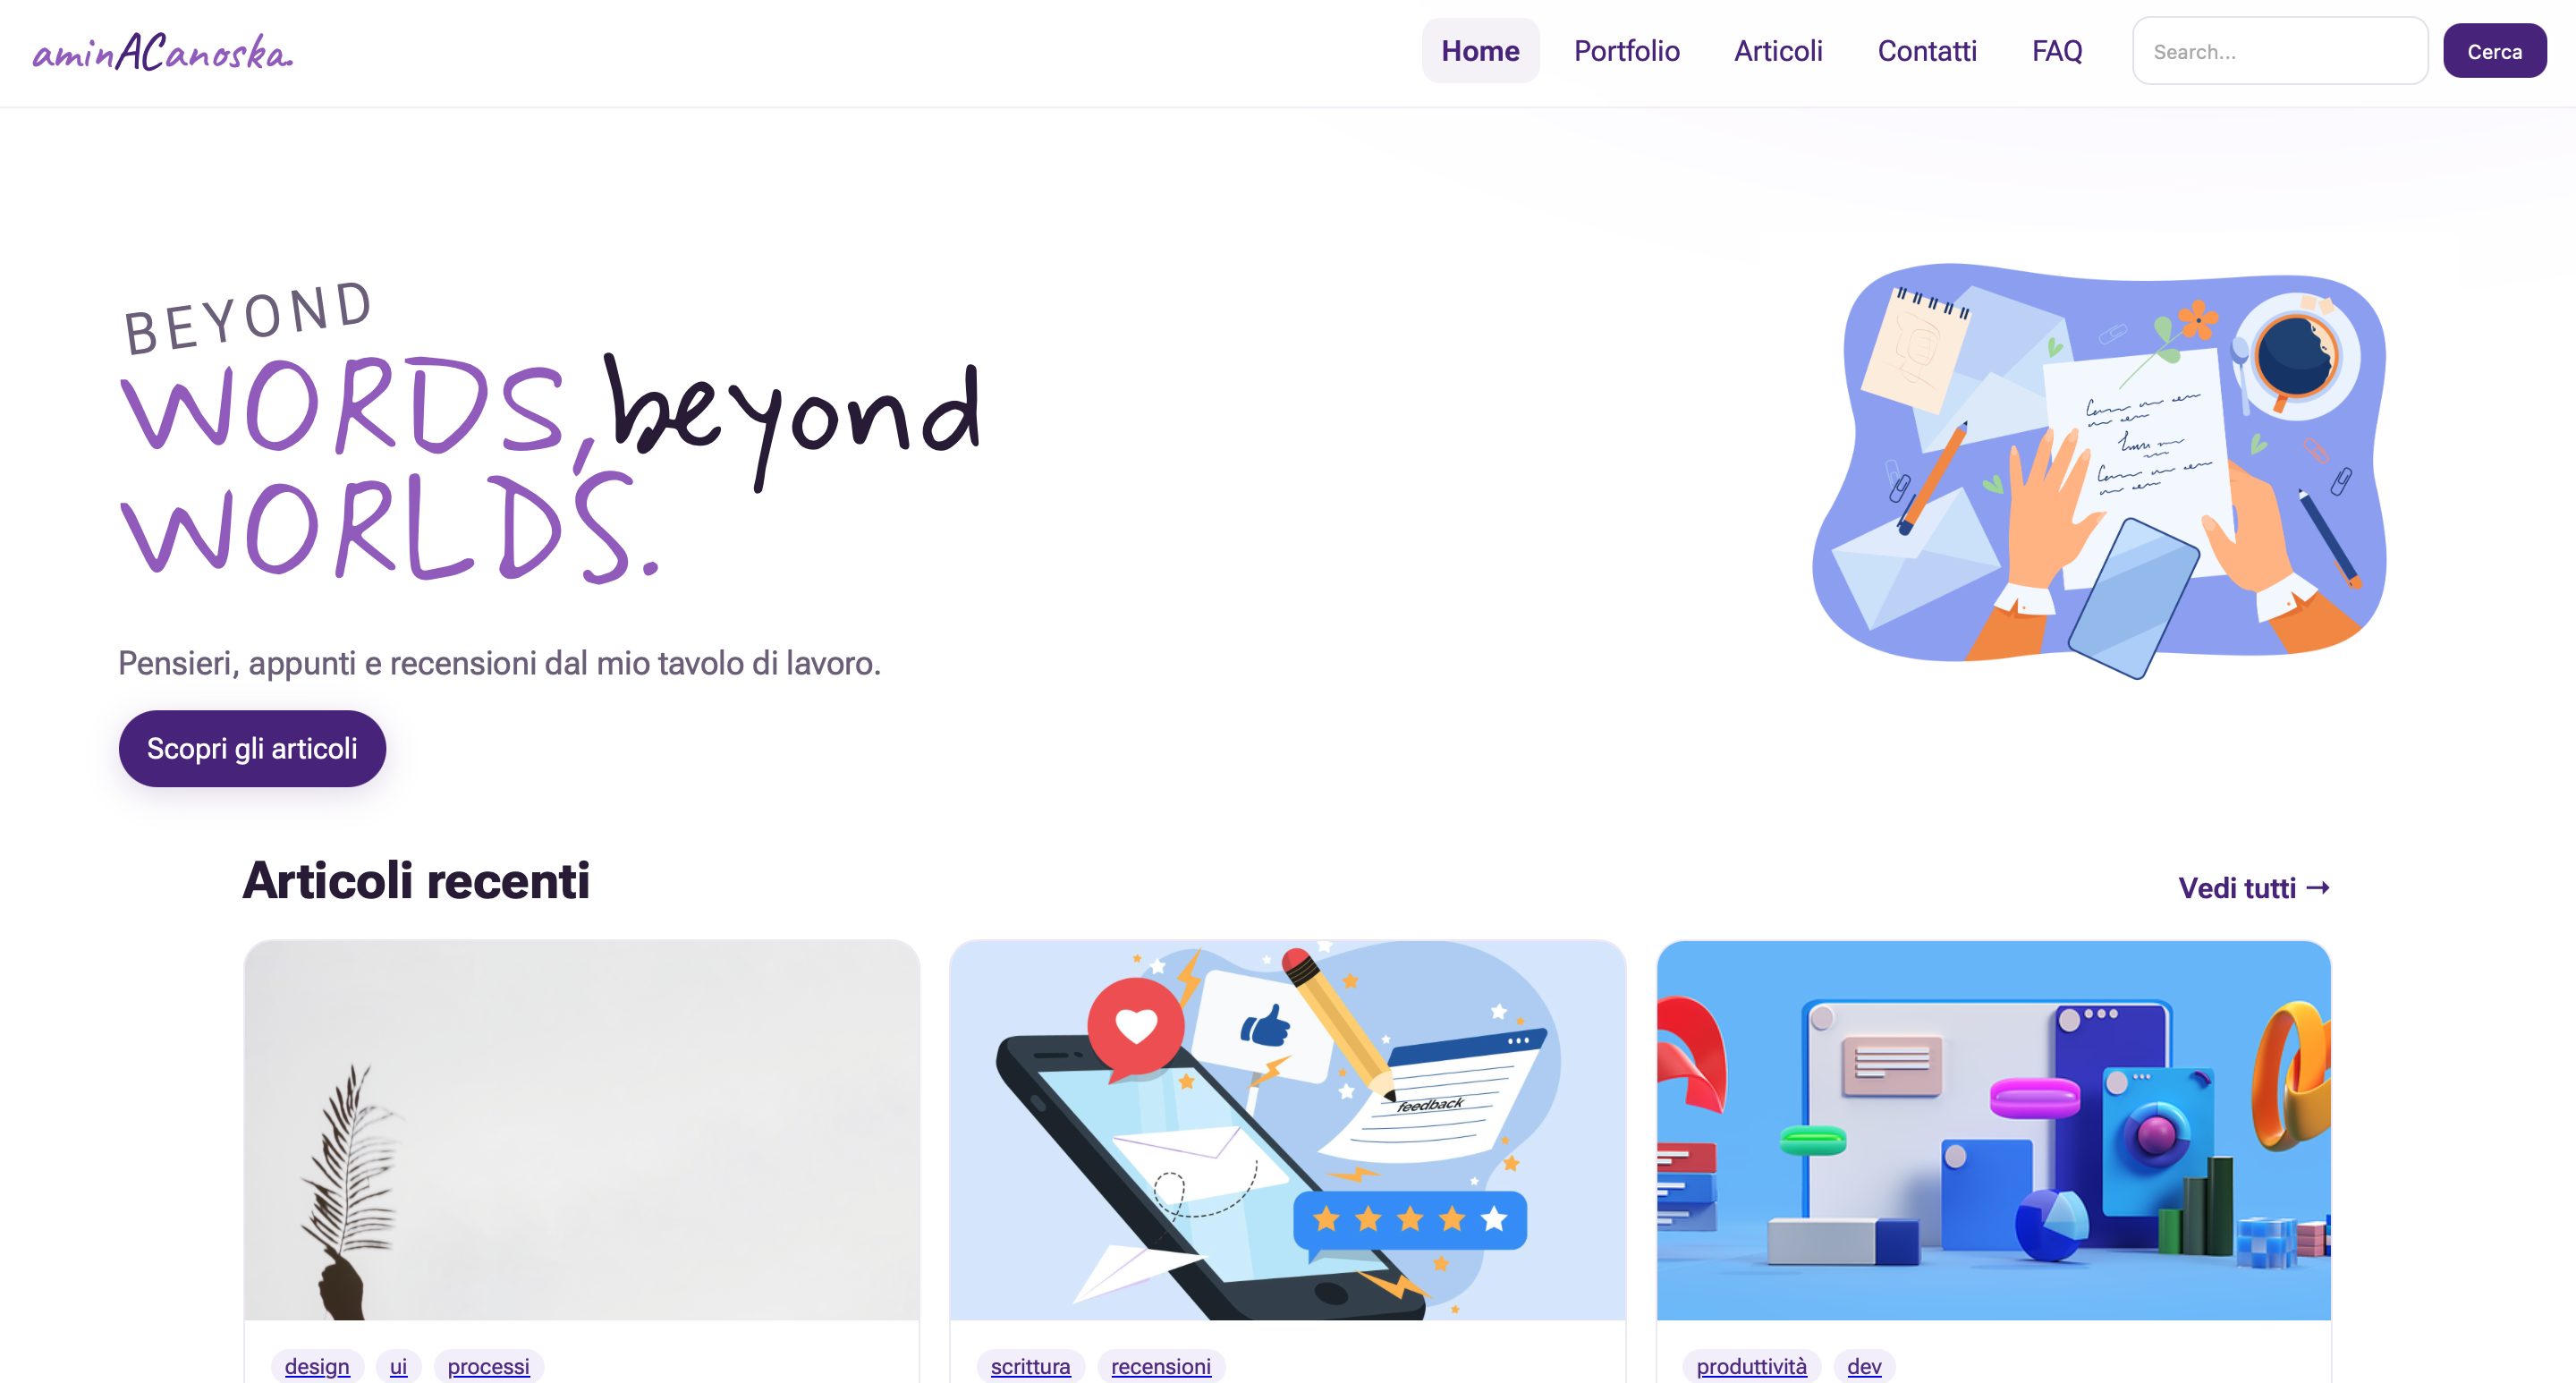 aminACanoska.
Home Portfolio Articoli Contatti FAQ Search... Cerca
BEYOND
WORDS, beyond
WORLDS.
Pensieri, appunti e recensioni dal mio tavolo di lavoro.
Scopri gli articoli
Articoli recenti
Vedi tutti →
feedback
design ui processi
scrittura recensioni
produttività dev